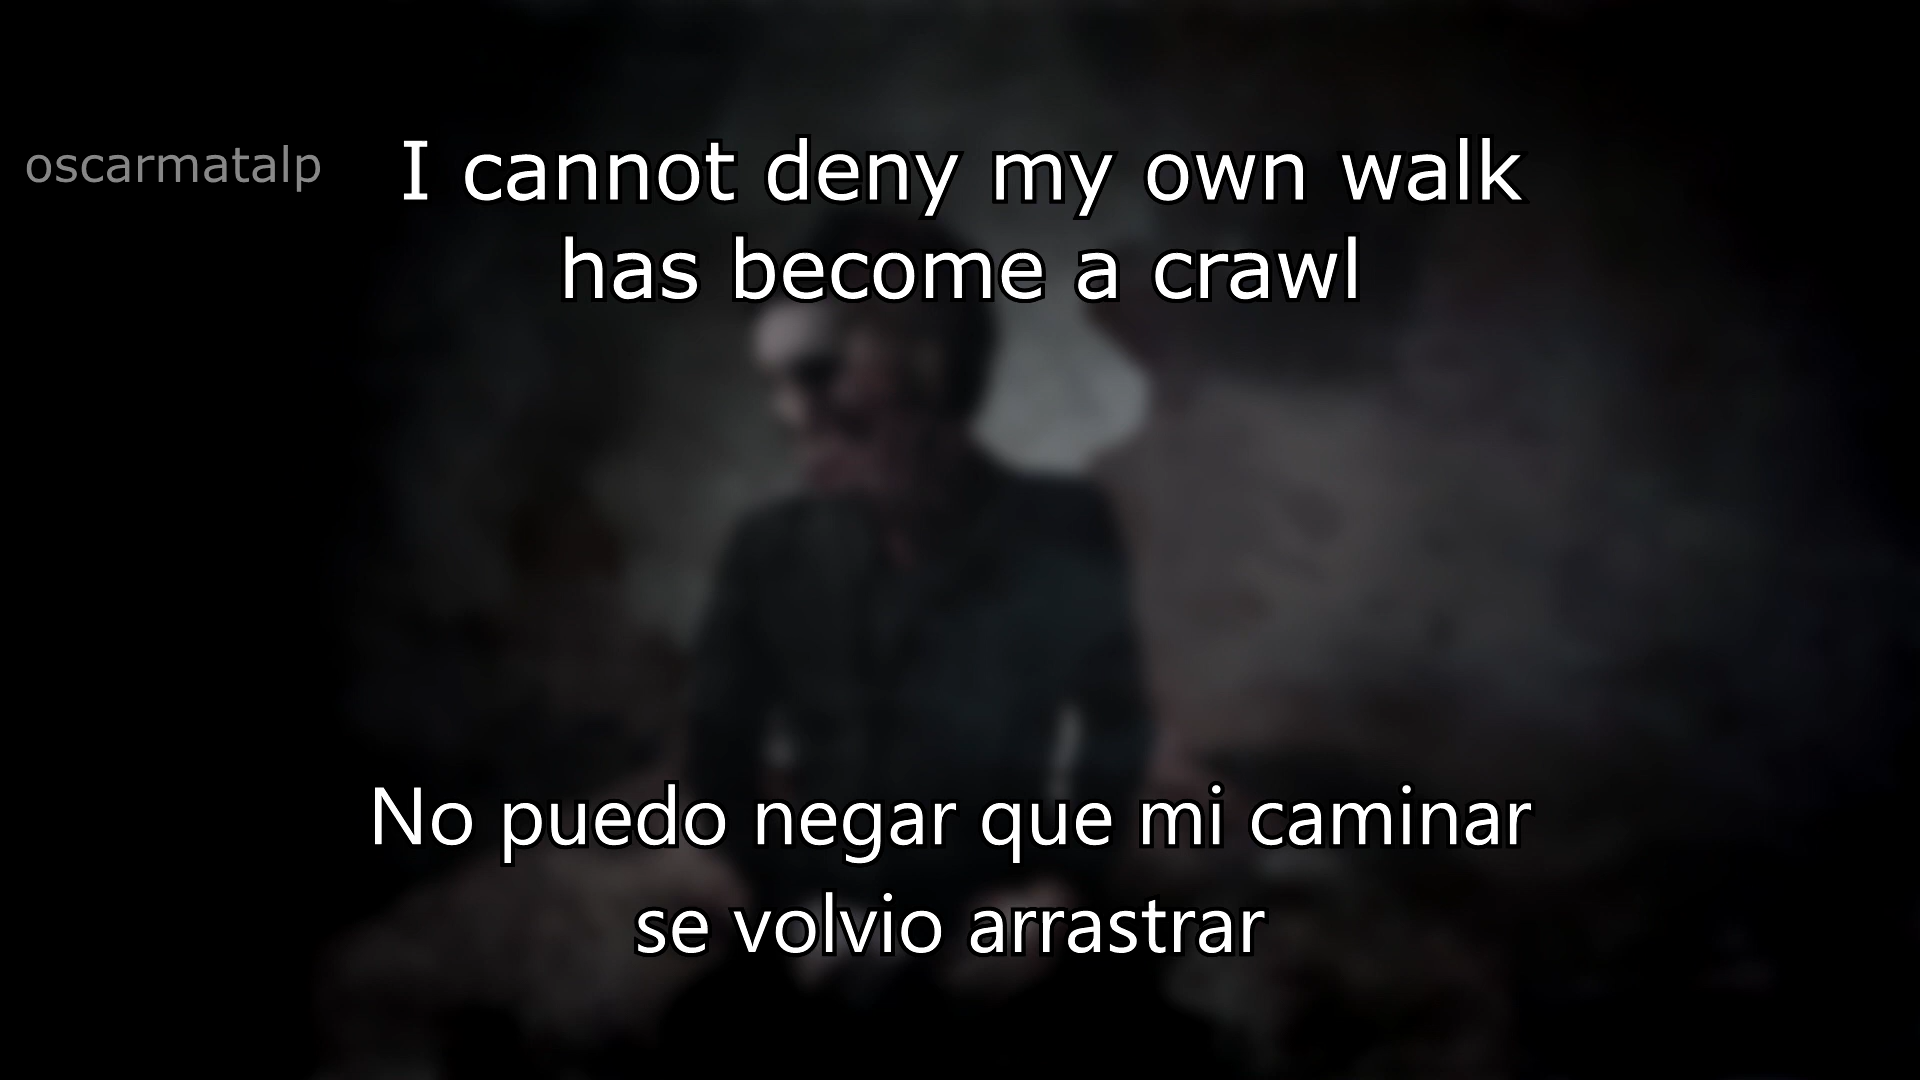 oscarmatalp
I cannot deny my own walk
has become a crawl
No puedo negar que mi caminar
se volvio arrastrar